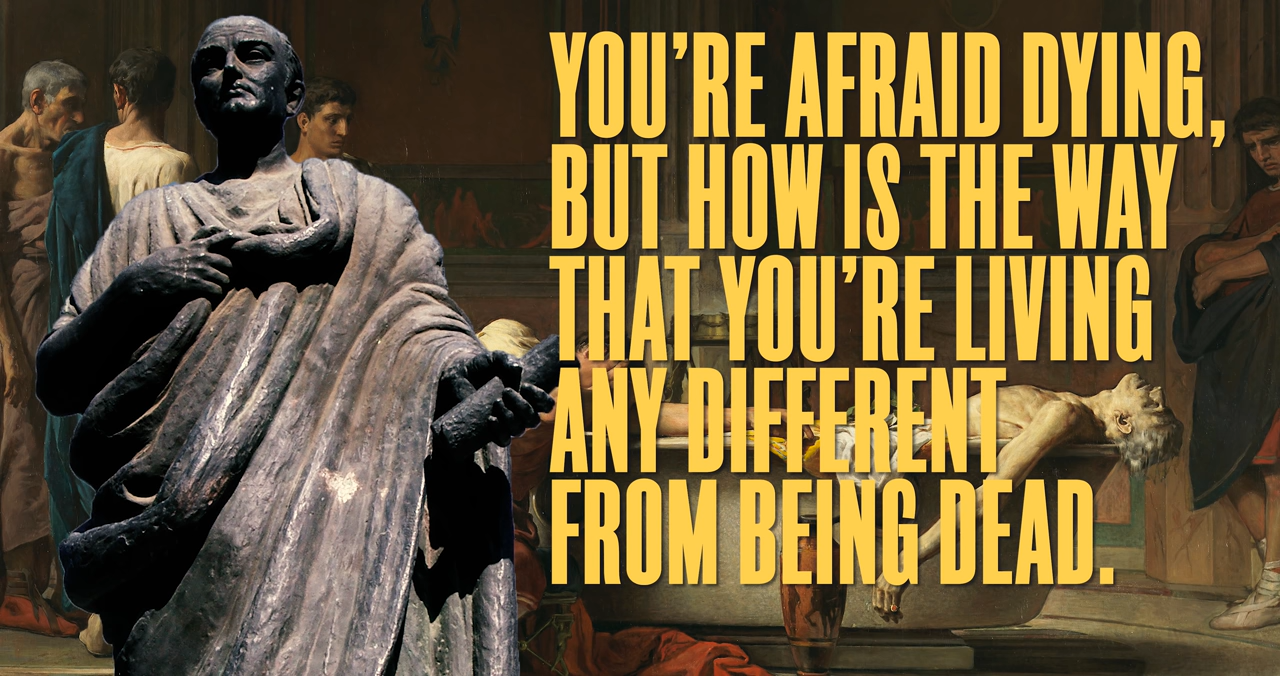 YOU’RE AFRAID DYING,
BUT HOW IS THE WAY
THAT YOU’RE LIVING
ANY DIFFERENT
FROM BEING DEAD.